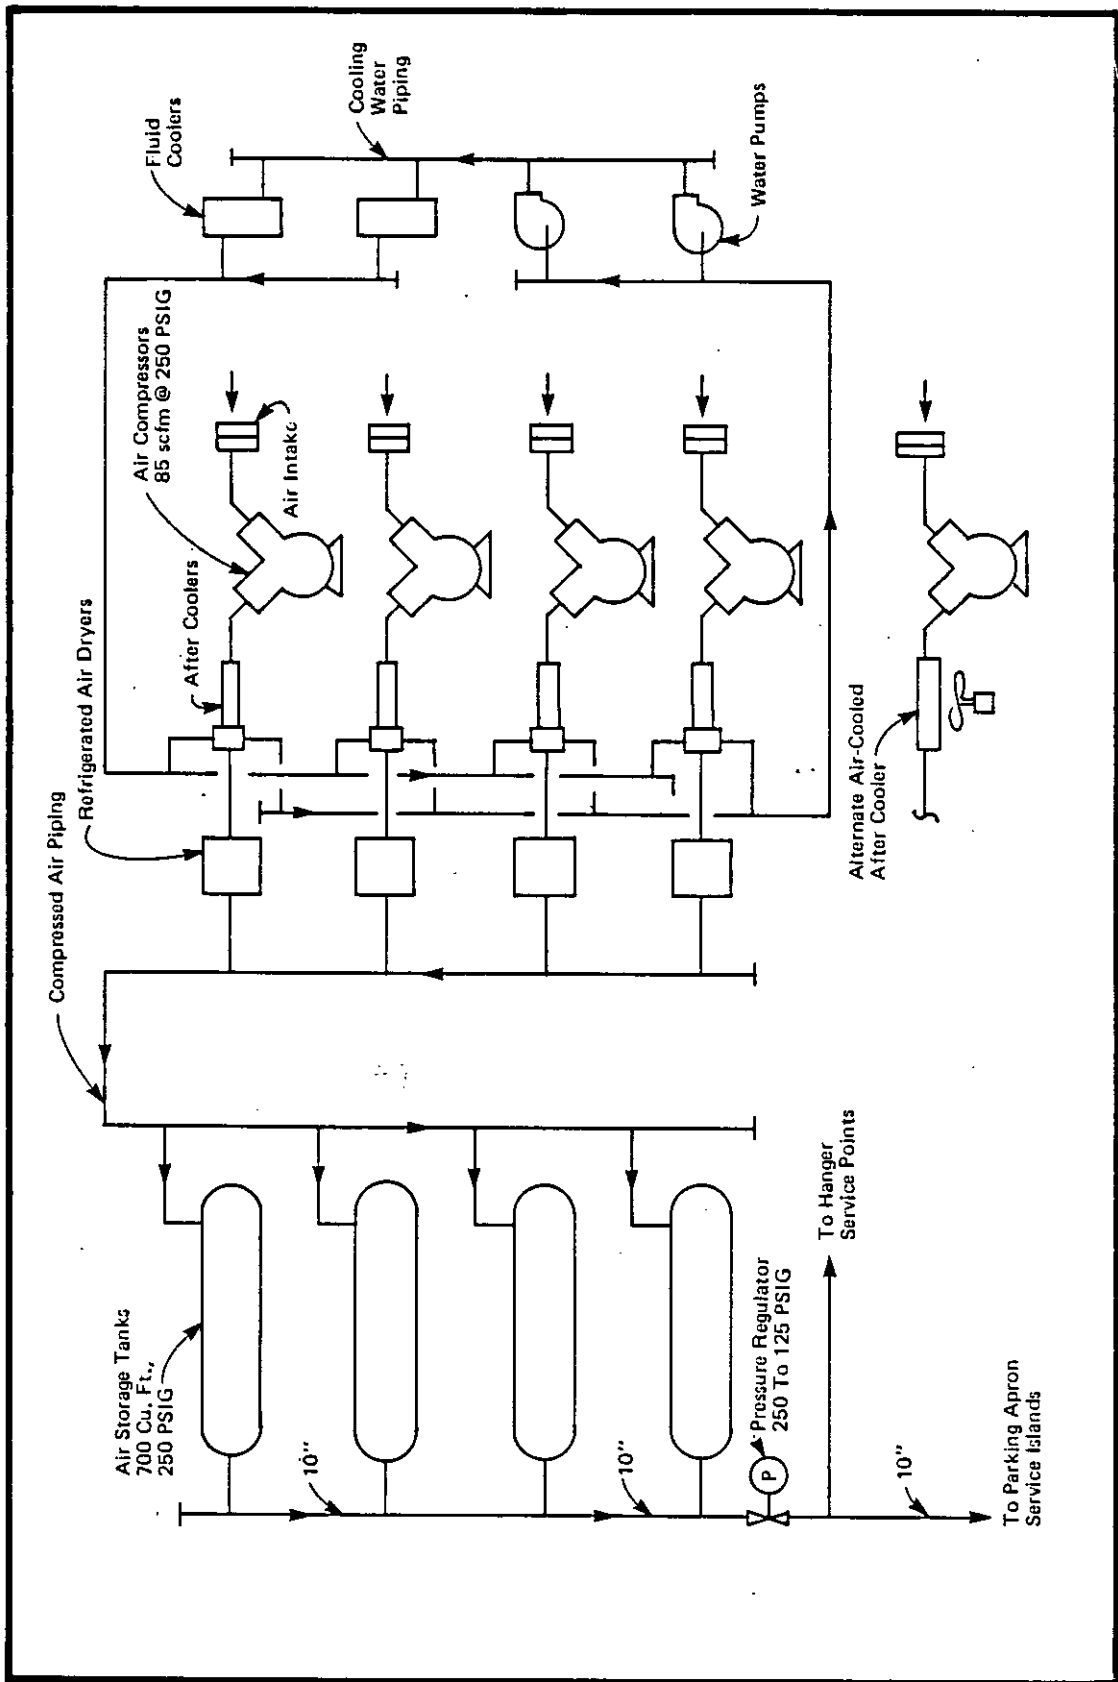 Compressed Air Piping
Refrigerated Air Dryers
After Coolers
Air Compressors
85 scfm @ 250 PSIG
Air Intake
Fluid
Coolers
Cooling
Water
Piping
Water Pumps
Air Storage Tanks
700 Cu. Ft.,
250 PSIG
10"
10"
Pressure Regulator
250 To 125 PSIG
P
To Hanger
Service Points
10"
To Parking Apron
Service Islands
Alternate Air-Cooled
After Cooler